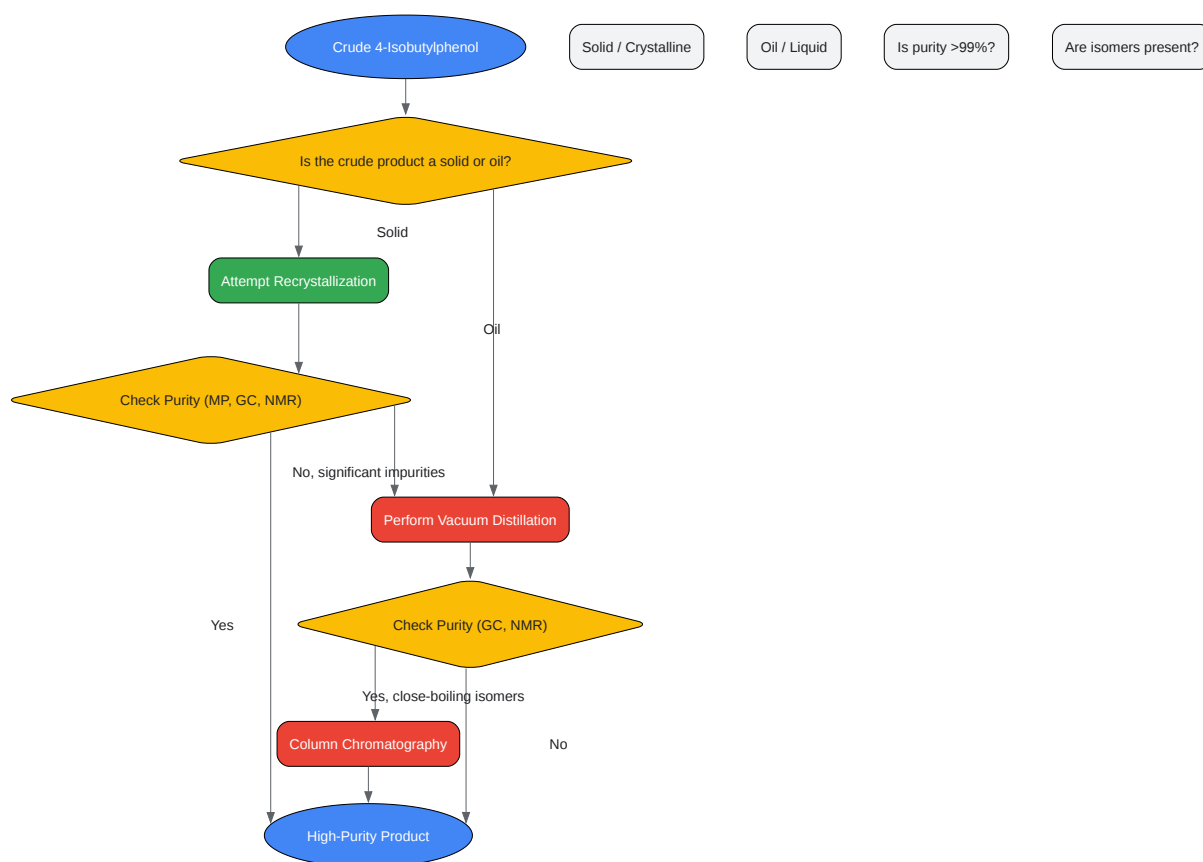 Crude 4-Isobutylphenol
Solid / Crystalline
Oil / Liquid
Is purity >99%?
Are isomers present?
Is the crude product a solid or oil?
Solid
Attempt Recrystallization
Oil
Check Purity (MP, GC, NMR)
No, significant impurities
Perform Vacuum Distillation
Yes
Check Purity (GC, NMR)
Yes, close-boiling isomers
Column Chromatography
No
High-Purity Product